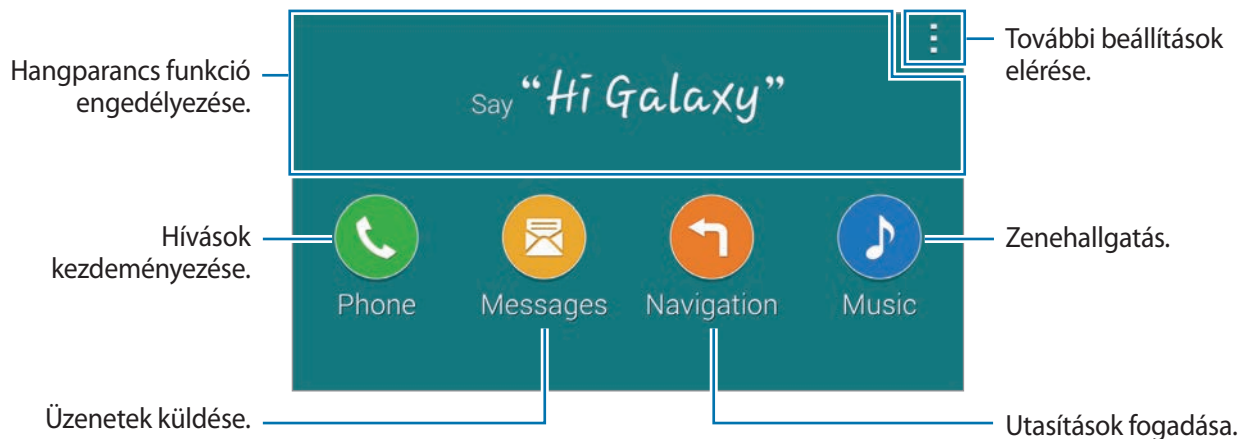 További beállítások
elérése.
Hangparancs funkció
engedélyezése.
Say “Hi Galaxy”
Hívások
kezdeményezése.
Zenehallgatás.
Phone Messages Navigation Music
Üzenetek küldése.
Utasítások fogadása.